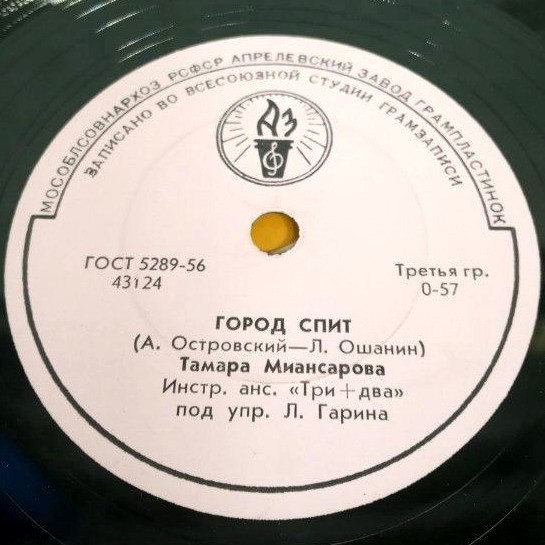 МОСОБЛСОВНАРХОЗ РСФСР АПРЕЛЕВСКИЙ ЗАВОД ГРАМПЛАСТИНОК
ЗАПИСАНО ВО ВСЕСОЮЗНОЙ СТУДИИ ГРАМЗАПИСИ
АЗ
ГОСТ 5289-56
43124
Третья гр.
0-57
ГОРОД СПИТ
(А. Островский—Л. Ошанин)
Тамара Миансарова
Инстр. анс. «Три+два»
под упр. Л. Гарина